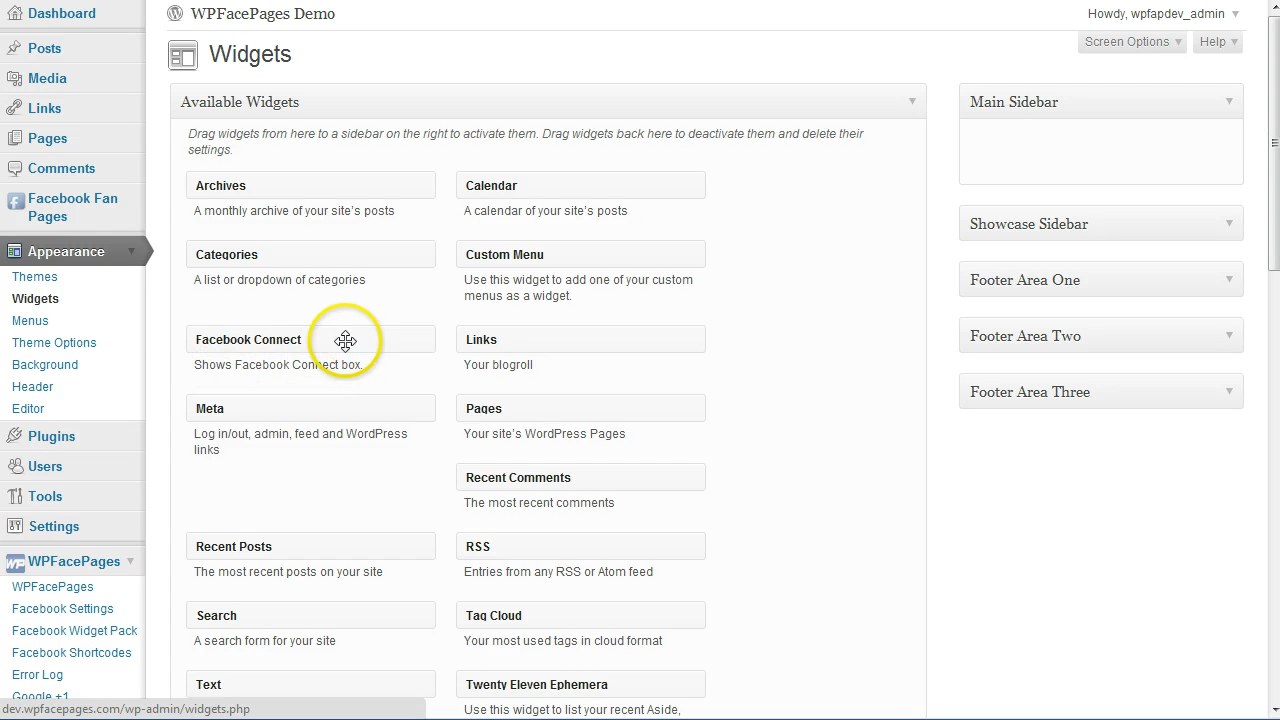 Dashboard
Posts
Media
Links
Pages
Comments
Facebook Fan
Pages
Appearance
Themes
Widgets
Menus
Theme Options
Background
Header
Editor
Plugins
Users
Tools
Settings
WP WPFacePages
WPFacePages
Facebook Settings
Facebook Widget Pack
Facebook Shortcodes
Error Log
Google +1
dev.wpfacepages.com/wp-admin/widgets.php
WPFacePages Demo
Howdy, wpfapdev_admin
Screen Options
Help
Widgets
Available Widgets
Drag widgets from here to a sidebar on the right to activate them. Drag widgets back here to deactivate them and delete their
settings.
Archives
A monthly archive of your site's posts
Calendar
A calendar of your site's posts
Categories
A list or dropdown of categories
Custom Menu
Use this widget to add one of your custom
menus as a widget.
Facebook Connect
Shows Facebook Connect box.
Links
Your blogroll
Meta
Log in/out, admin, feed and WordPress
links
Pages
Your site's WordPress Pages
Recent Comments
The most recent comments
Recent Posts
The most recent posts on your site
RSS
Entries from any RSS or Atom feed
Search
A search form for your site
Tag Cloud
Your most used tags in cloud format
Text
Twenty Eleven Ephemera
Use this widget to list your recent Aside,
Main Sidebar
Showcase Sidebar
Footer Area One
Footer Area Two
Footer Area Three